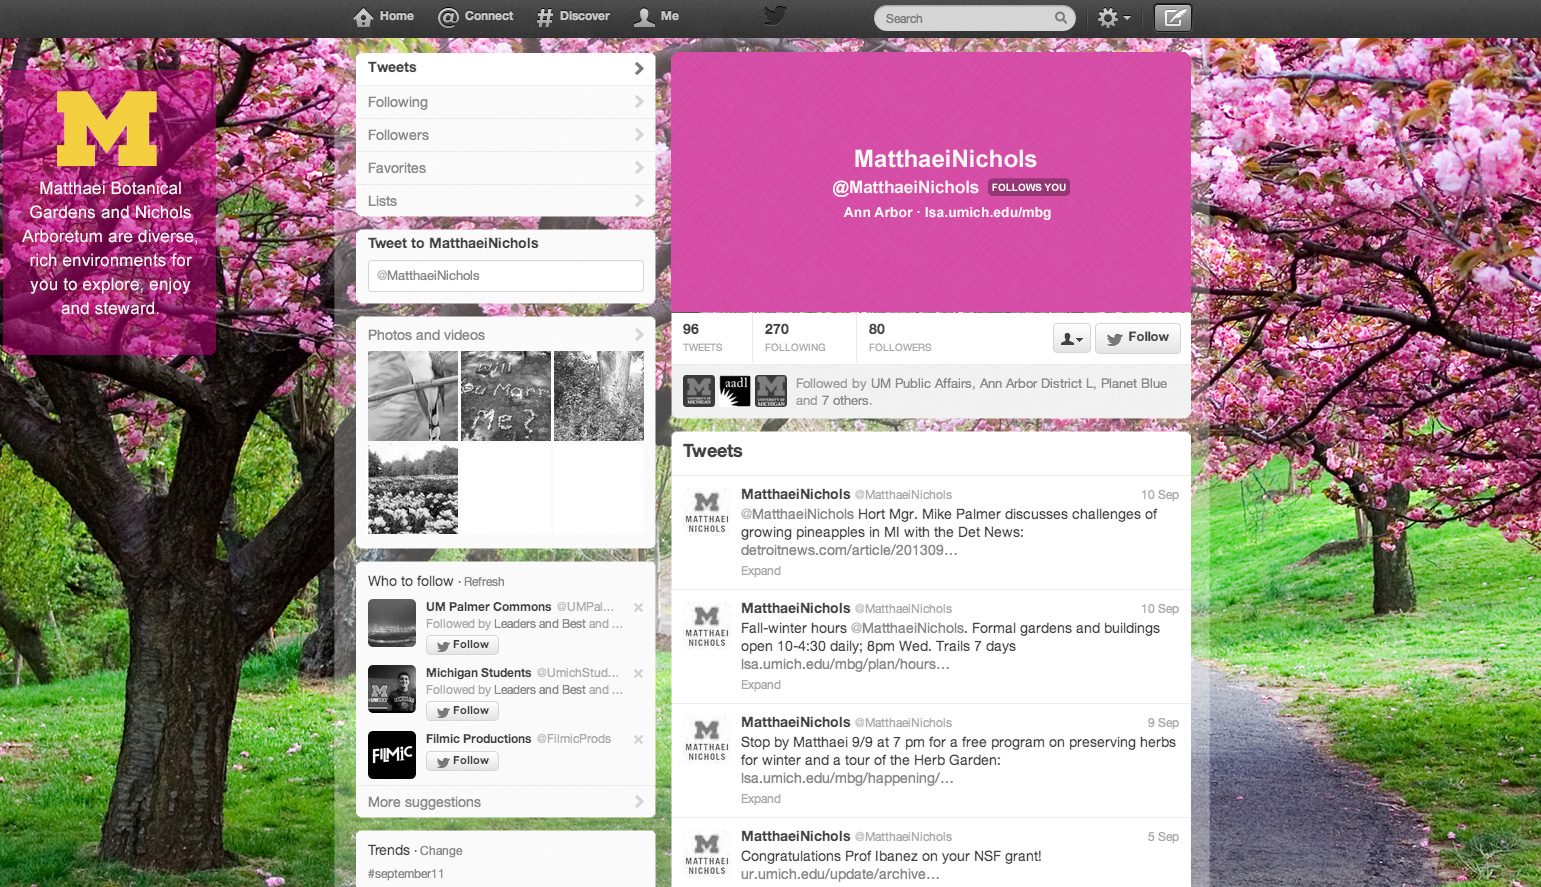 Home
Connect
Discover
Me
Search
M
Matthaei Botanical
Gardens and Nichols
Arboretum are diverse,
rich environments for
you to explore, enjoy
and steward.
Tweets
Following
Followers
Favorites
Lists
Tweet to MatthaeiNichols
@MatthaeiNichols
Photos and videos
Will
you Marry
Me?
Who to follow · Refresh
UM Palmer Commons @UMPal...
Followed by Leaders and Best and ...
Follow
Michigan Students @UmichStud...
Followed by Leaders and Best and ...
Follow
FiLMiC
Filmic Productions @FilmicProds
Follow
More suggestions
Trends · Change
#september11
MatthaeiNichols
@MatthaeiNichols FOLLOWS YOU
Ann Arbor · lsa.umich.edu/mbg
96
TWEETS
270
FOLLOWING
80
FOLLOWERS
Follow
aadl
Followed by UM Public Affairs, Ann Arbor District L, Planet Blue
and 7 others.
Tweets
M
MATTHAEI
NICHOLS
MatthaeiNichols @MatthaeiNichols 10 Sep
@MatthaeiNichols Hort Mgr. Mike Palmer discusses challenges of
growing pineapples in MI with the Det News:
detroitnews.com/article/201309...
Expand
M
MATTHAEI
NICHOLS
MatthaeiNichols @MatthaeiNichols 10 Sep
Fall-winter hours @MatthaeiNichols. Formal gardens and buildings
open 10-4:30 daily; 8pm Wed. Trails 7 days
lsa.umich.edu/mbg/plan/hours...
Expand
M
MATTHAEI
NICHOLS
MatthaeiNichols @MatthaeiNichols 9 Sep
Stop by Matthaei 9/9 at 7 pm for a free program on preserving herbs
for winter and a tour of the Herb Garden:
lsa.umich.edu/mbg/happening/...
Expand
M
MATTHAEI
NICHOLS
MatthaeiNichols @MatthaeiNichols 5 Sep
Congratulations Prof Ibanez on your NSF grant!
ur.umich.edu/update/archive...